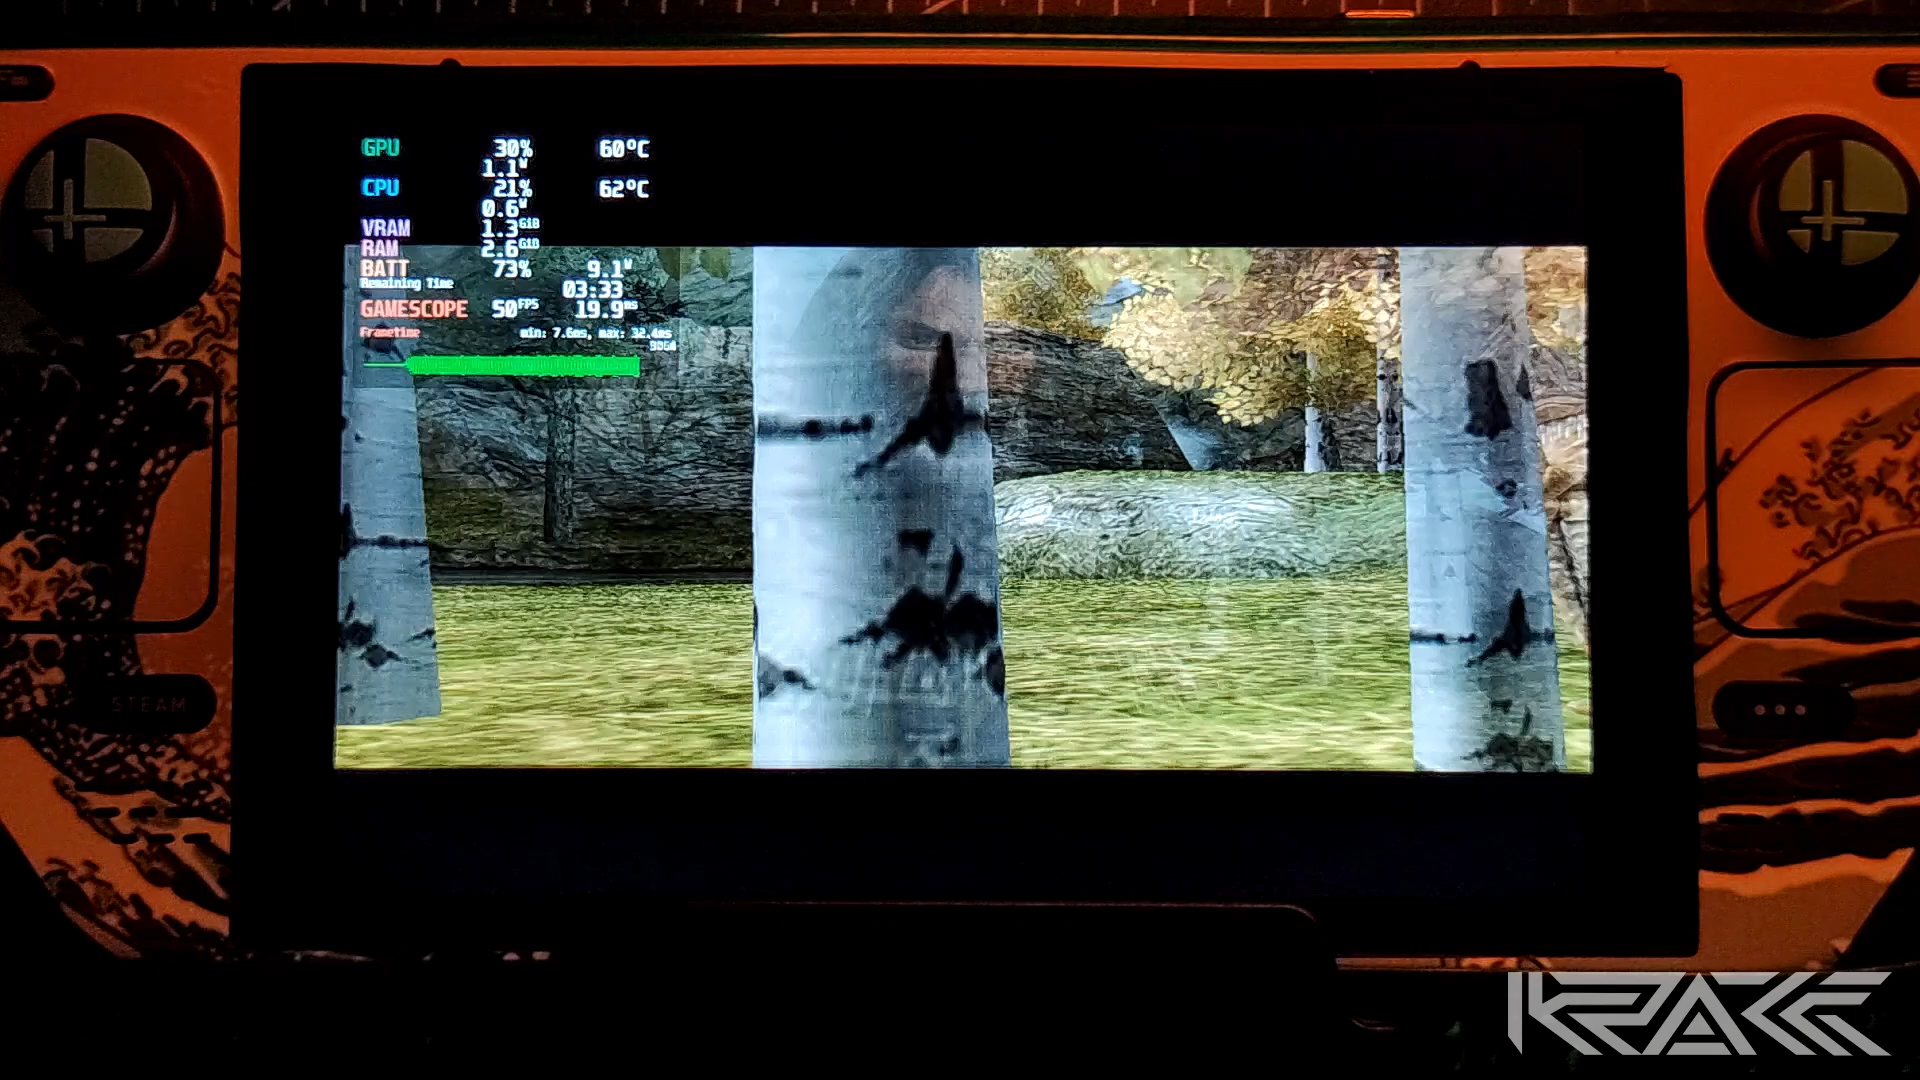 GPU 30% 60°C
1.1W
CPU 21% 62°C
0.6W
VRAM 1.3GiB
RAM 2.6GiB
BATT 73% 9.1W
Remaining Time 03:33
GAMESCOPE 50FPS 19.9ms
Frametime min: 7.6ms, max: 32.4ms
STEAM